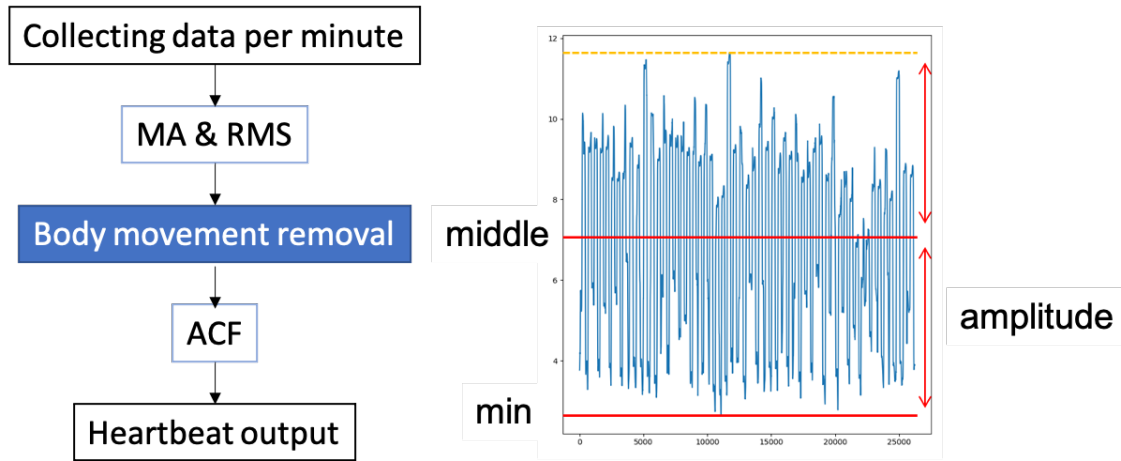 Collecting data per minute
MA & RMS
Body movement removal
ACF
Heartbeat output
12
10
8
6
4
0
5000
10000
15000
20000
25000
middle
min
amplitude